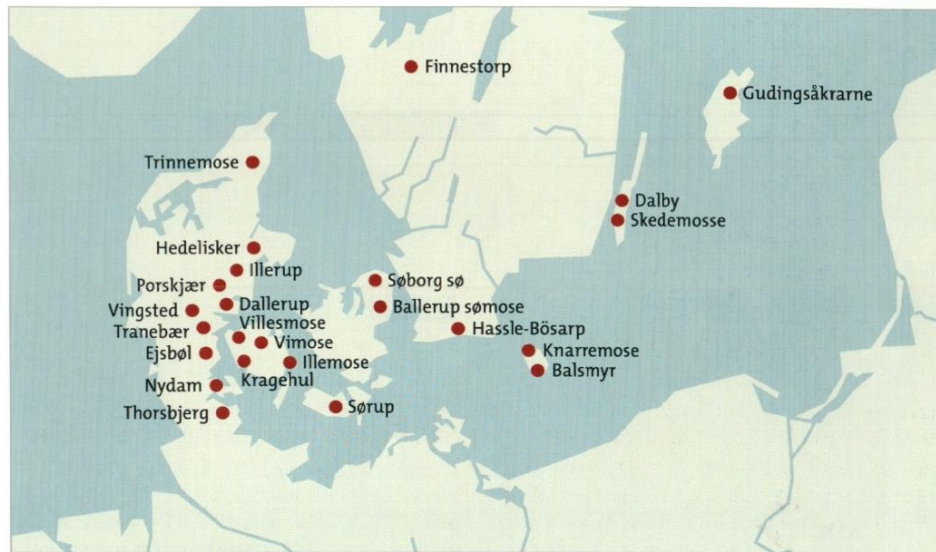 Finnestorp
Gudingsåkrarne
Trinnemose
Dalby
Skedemosse
Hedelisker
Illerup
Søborg sø
Porskjær
Dallerup
Ballerup sømose
Vingsted
Villesmose
Tranebær
Vimose
Hassle-Bösarp
Ejsbøl
Illemose
Knarremose
Kragehul
Balsmyr
Nydam
Sørup
Thorsbjerg